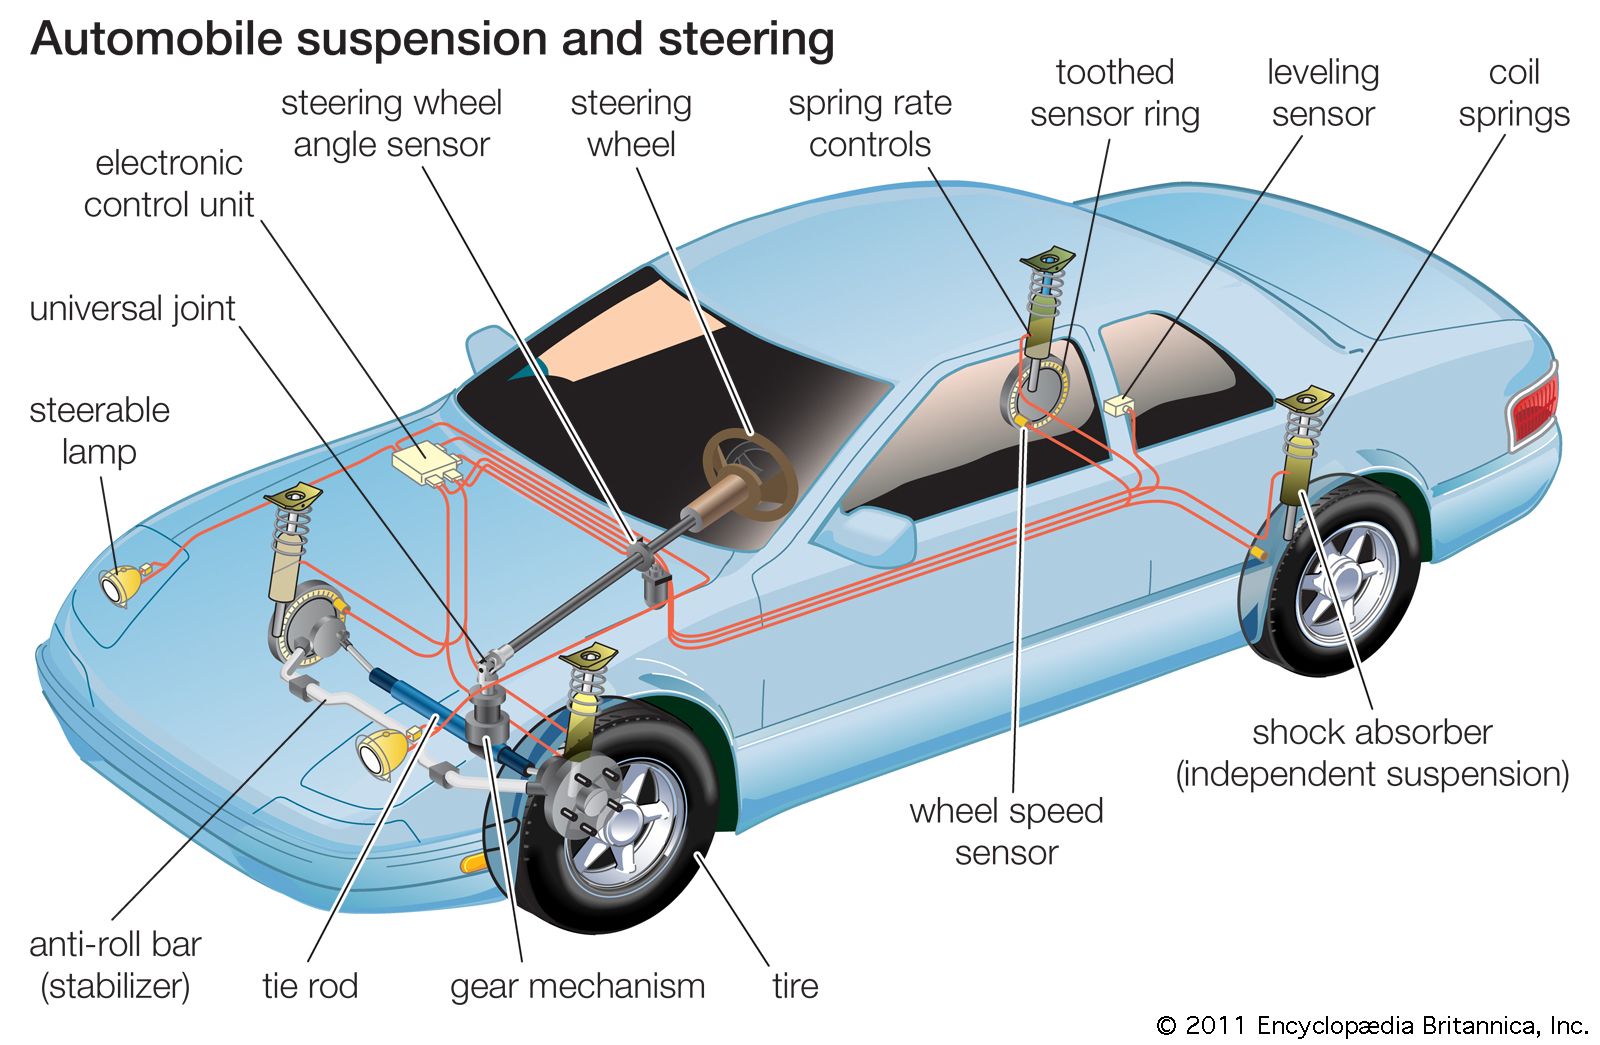 Automobile suspension and steering
steering wheel
angle sensor
steering
wheel
spring rate
controls
toothed
sensor ring
leveling
sensor
coil
springs
electronic
control unit
universal joint
steerable
lamp
shock absorber
(independent suspension)
wheel speed
sensor
anti-roll bar
(stabilizer)
tie rod
gear mechanism
tire
© 2011 Encyclopædia Britannica, Inc.